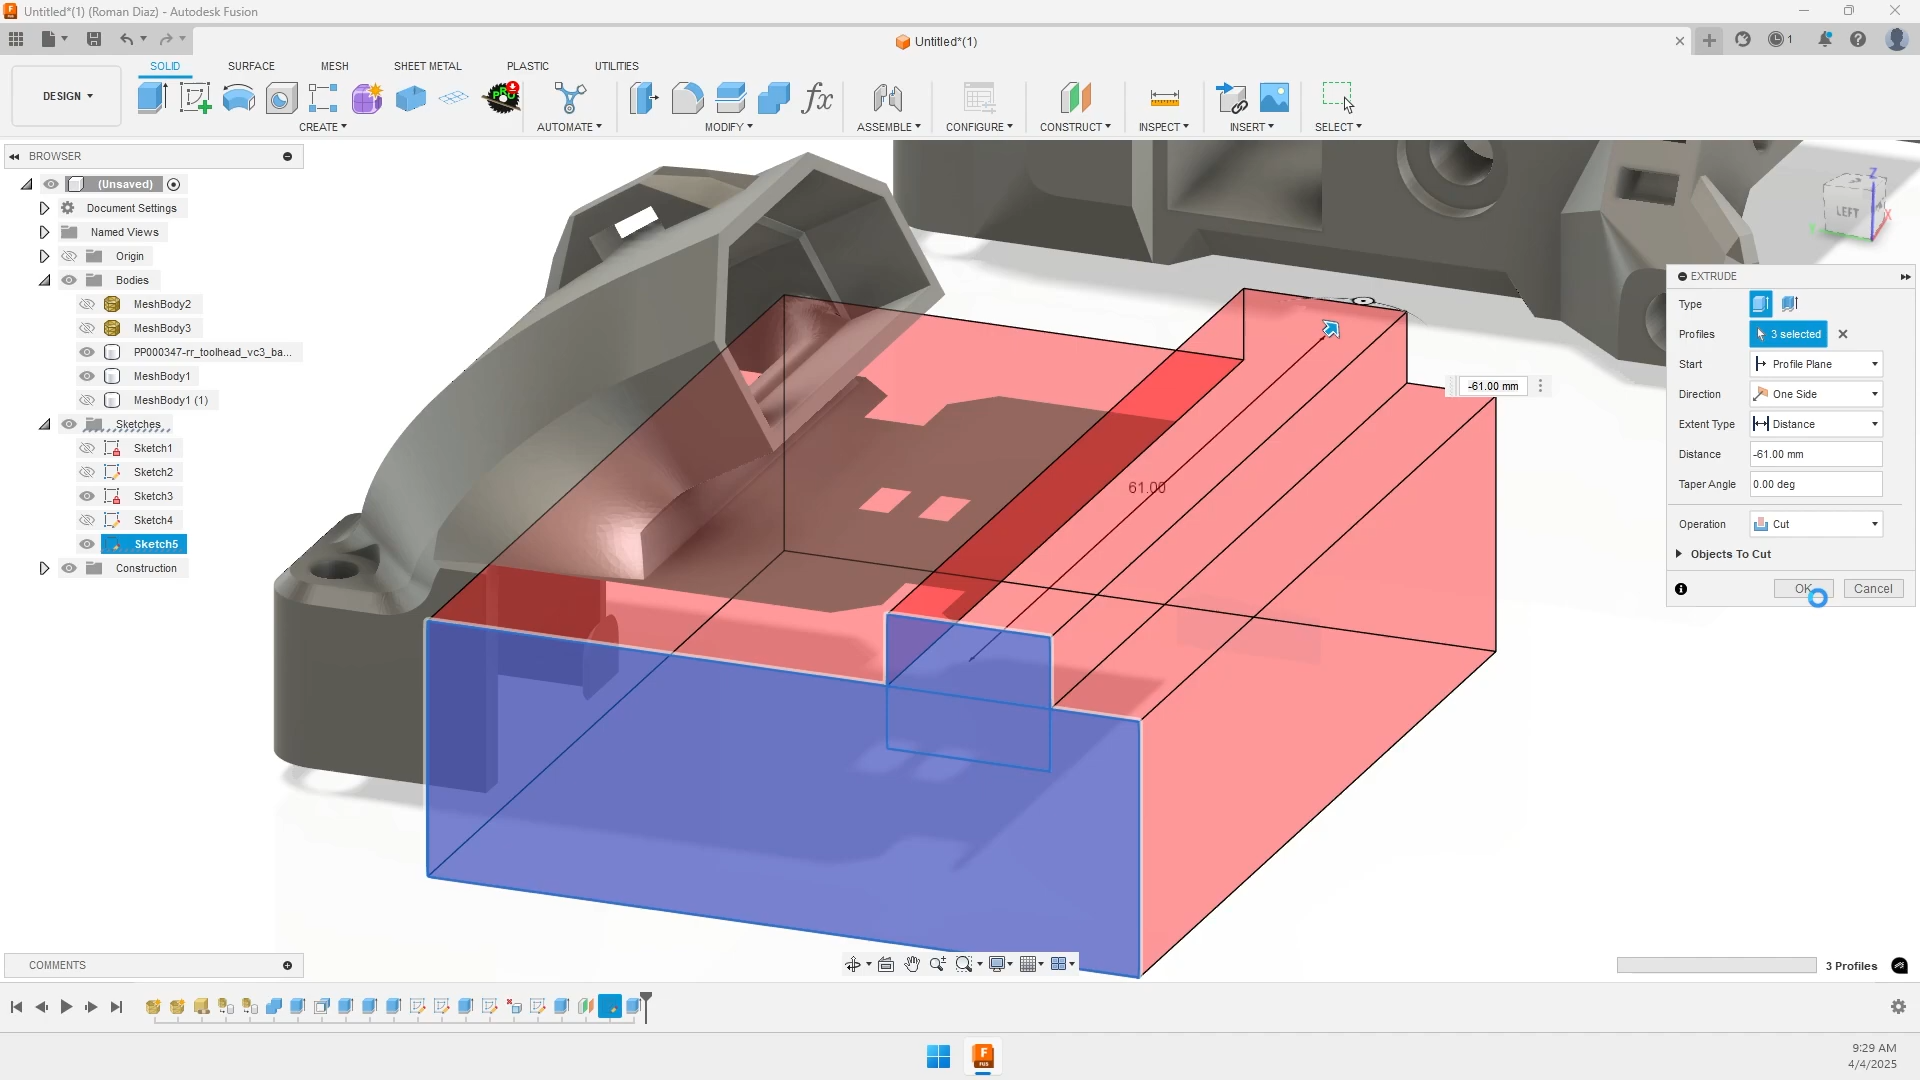 Untitled*(1) (Roman Diaz) - Autodesk Fusion
Untitled*(1)
1
DESIGN
SOLID
SURFACE
MESH
SHEET METAL
PLASTIC
UTILITIES
CREATE
AUTOMATE
MODIFY
ASSEMBLE
CONFIGURE
CONSTRUCT
INSPECT
INSERT
SELECT
BROWSER
(Unsaved)
Document Settings
Named Views
Origin
Bodies
MeshBody2
MeshBody3
PP000347-rr_toolhead_vc3_ba...
MeshBody1
MeshBody1 (1)
Sketches
Sketch1
Sketch2
Sketch3
Sketch4
Sketch5
Construction
Z
LEFT
X
61.00
-61.00 mm
EXTRUDE
Type
Profiles
3 selected
Start
Profile Plane
Direction
One Side
Extent Type
Distance
Distance
-61.00 mm
Taper Angle
0.00 deg
Operation
Cut
Objects To Cut
OK
Cancel
COMMENTS
3 Profiles
9:29 AM
4/4/2025